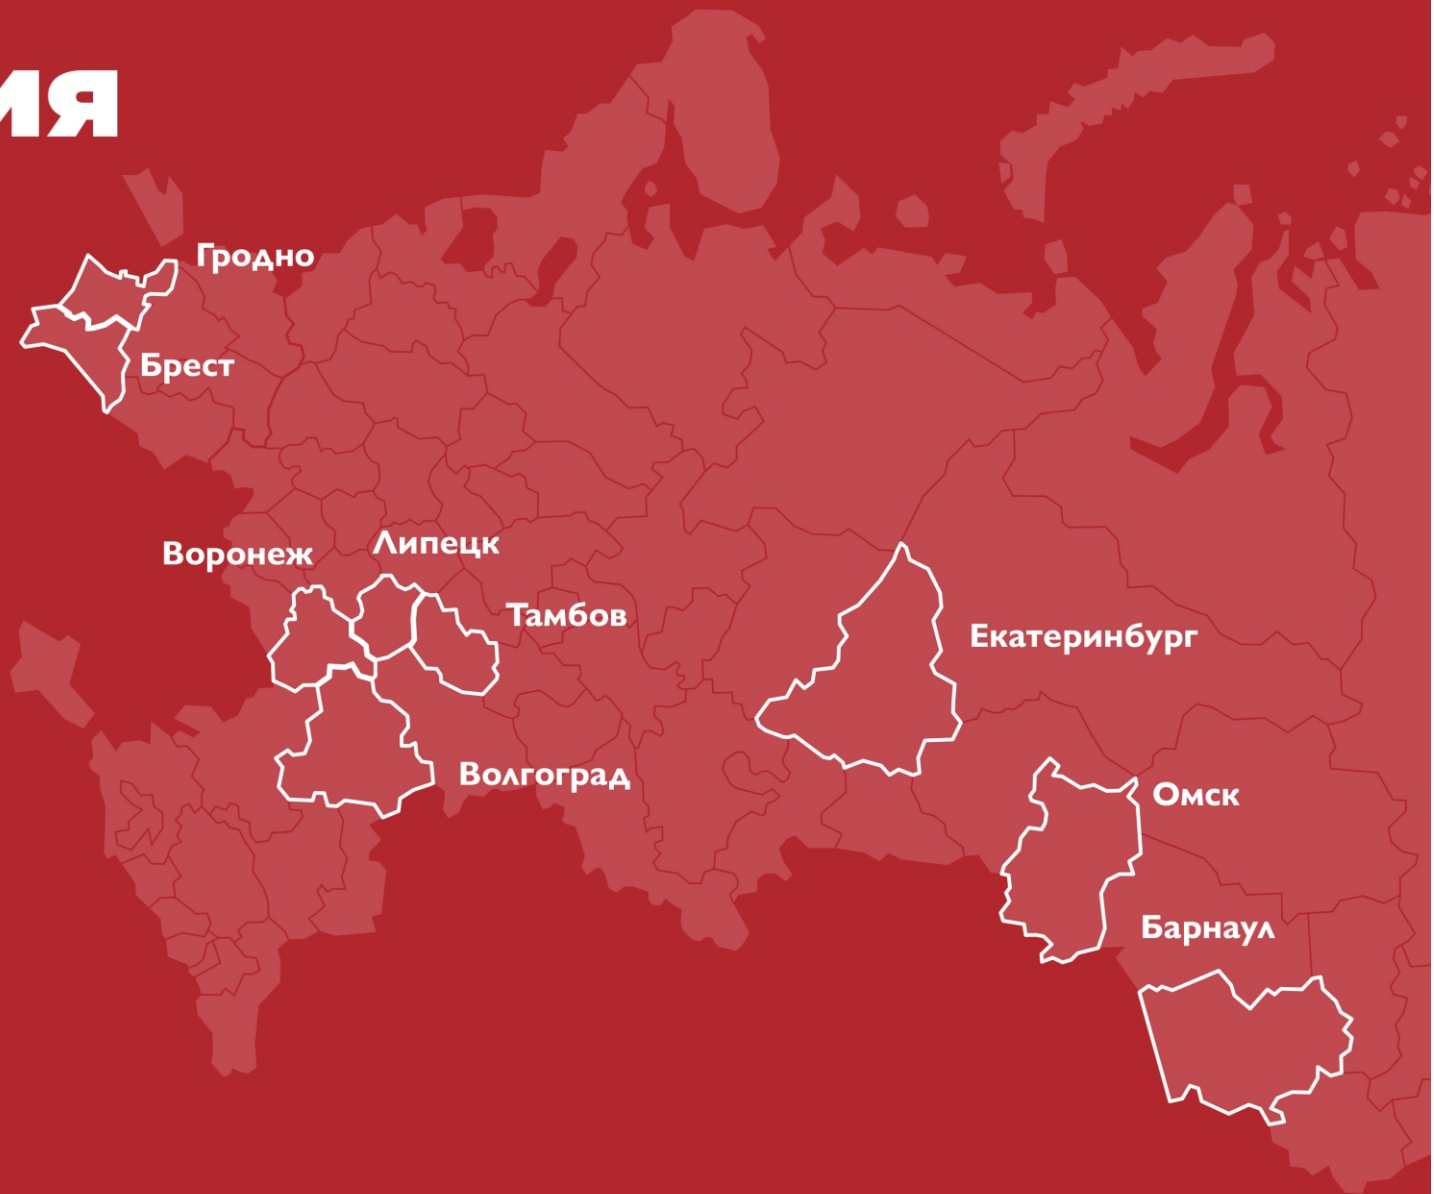 ИЯ
Гродно
Брест
Липецк
Воронеж
Тамбов
Екатеринбург
Волгоград
Омск
Барнаул